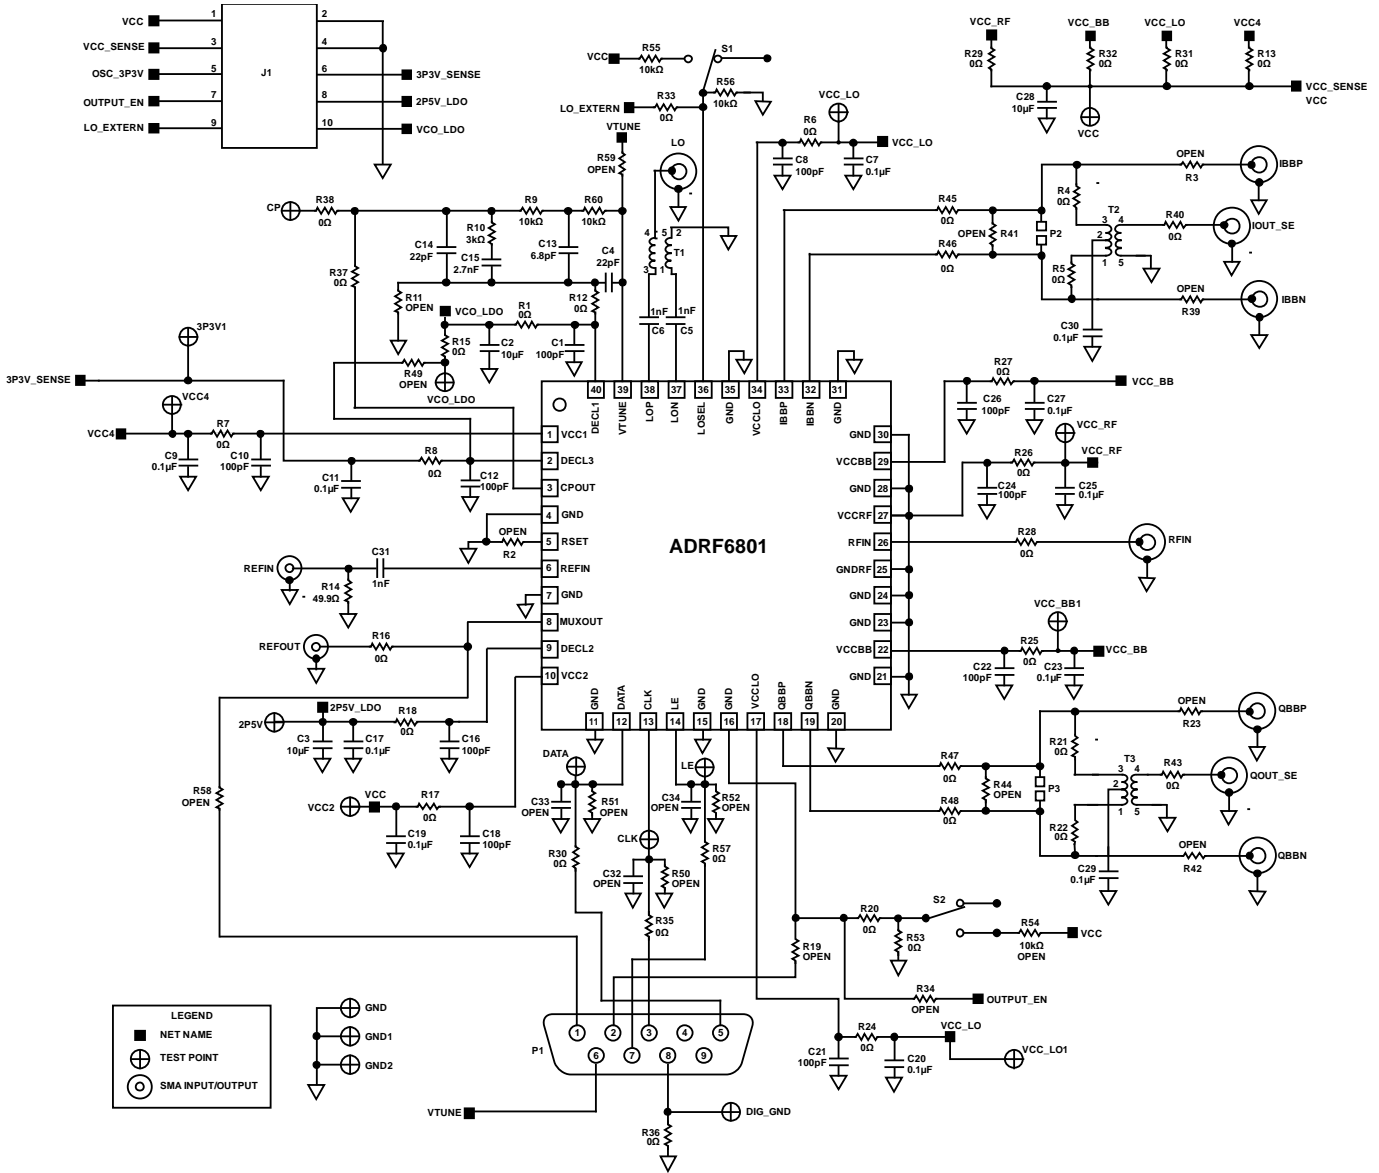 VCC
VCC_SENSE
OSC_3P3V
OUTPUT_EN
LO_EXTERN
1
3
5
7
9
J1
2
4
6
8
10
3P3V_SENSE
2P5V_LDO
VCO_LDO
VCC
R55
10kΩ
S1
R56
10kΩ
LO_EXTERN
R33
0Ω
VTUNE
R59
OPEN
LO
VCC_LO
R6
0Ω
VCC_LO
C8
100pF
C7
0.1µF
VCC_RF
R29
0Ω
VCC_BB
R32
0Ω
VCC_LO
R31
0Ω
VCC4
R13
0Ω
C28
10µF
VCC
VCC_SENSE
VCC
CP
R38
0Ω
R37
0Ω
C14
22pF
R10
3kΩ
C15
2.7nF
R9
10kΩ
R60
10kΩ
C13
6.8pF
C4
22pF
R11
OPEN
R12
0Ω
VCO_LDO
R15
0Ω
C2
10µF
R1
0Ω
C1
100pF
R49
OPEN
VCO_LDO
4
5
2
3
1
T1
1nF
C6
1nF
C5
R45
0Ω
R46
0Ω
OPEN
R41
P2
R4
0Ω
R5
0Ω
T2
3
4
2
1
5
OPEN
R3
IBBP
R40
0Ω
IOUT_SE
OPEN
R39
IBBN
C30
0.1µF
3P3V1
3P3V_SENSE
VCC4
VCC4
R7
0Ω
C9
0.1µF
C10
100pF
R8
0Ω
C11
0.1µF
C12
100pF
OPEN
R2
REFIN
R14
49.9Ω
C31
1nF
REFOUT
R16
0Ω
2P5V
2P5V_LDO
C3
10µF
C17
0.1µF
R18
0Ω
C16
100pF
R58
OPEN
VCC2
VCC
R17
0Ω
C19
0.1µF
C18
100pF
ADRF6801
40
39
38
37
36
35
34
33
32
31
DECL1
VTUNE
LOP
LON
LOSEL
GND
VCCLO
IBBP
IBBN
GND
1 VCC1
2 DECL3
3 CPOUT
4 GND
5 RSET
6 REFIN
7 GND
8 MUXOUT
9 DECL2
10 VCC2
GND 30
VCCBB 29
GND 28
VCCRF 27
RFIN 26
GNDRF 25
GND 24
GND 23
VCCBB 22
GND 21
GND
DATA
CLK
LE
GND
GND
VCCLO
QBBP
QBBN
GND
11
12
13
14
15
16
17
18
19
20
R27
0Ω
VCC_BB
C26
100pF
C27
0.1µF
VCC_RF
R26
0Ω
VCC_RF
C24
100pF
C25
0.1µF
R28
0Ω
RFIN
VCC_BB1
R25
0Ω
VCC_BB
C22
100pF
C23
0.1µF
R47
0Ω
R48
0Ω
R44
OPEN
P3
R21
0Ω
R22
0Ω
T3
3
4
2
1
5
OPEN
R23
QBBP
R43
0Ω
QOUT_SE
OPEN
R42
QBBN
C29
0.1µF
DATA
C33
OPEN
R51
OPEN
R30
0Ω
LE
C34
OPEN
R52
OPEN
R57
0Ω
CLK
C32
OPEN
R50
OPEN
R35
0Ω
R19
OPEN
R20
0Ω
R53
0Ω
S2
R54
10kΩ
OPEN
VCC
R34
OPEN
OUTPUT_EN
R24
0Ω
VCC_LO
VCC_LO1
C21
100pF
C20
0.1µF
P1
1
2
3
4
5
6
7
8
9
VTUNE
DIG_GND
R36
0Ω
LEGEND
NET NAME
TEST POINT
SMA INPUT/OUTPUT
GND
GND1
GND2